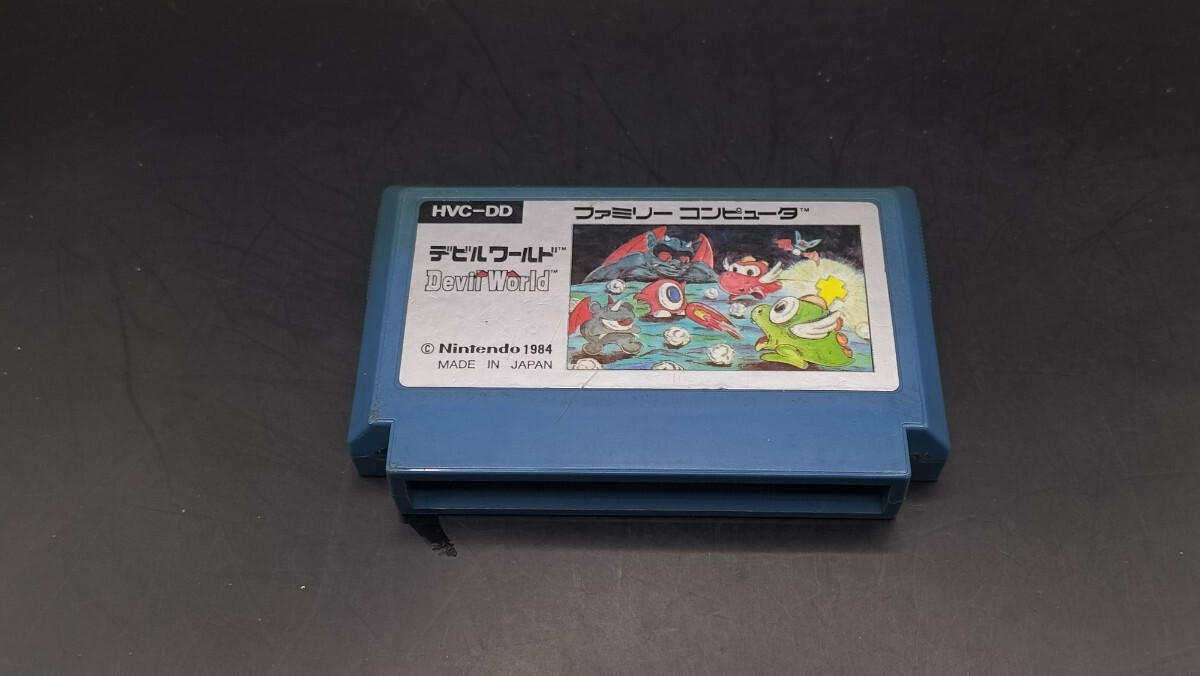 HVC-DD
ファミリー コンピュータ™
デビルワールド™
Devil World™
© Nintendo 1984
MADE IN JAPAN